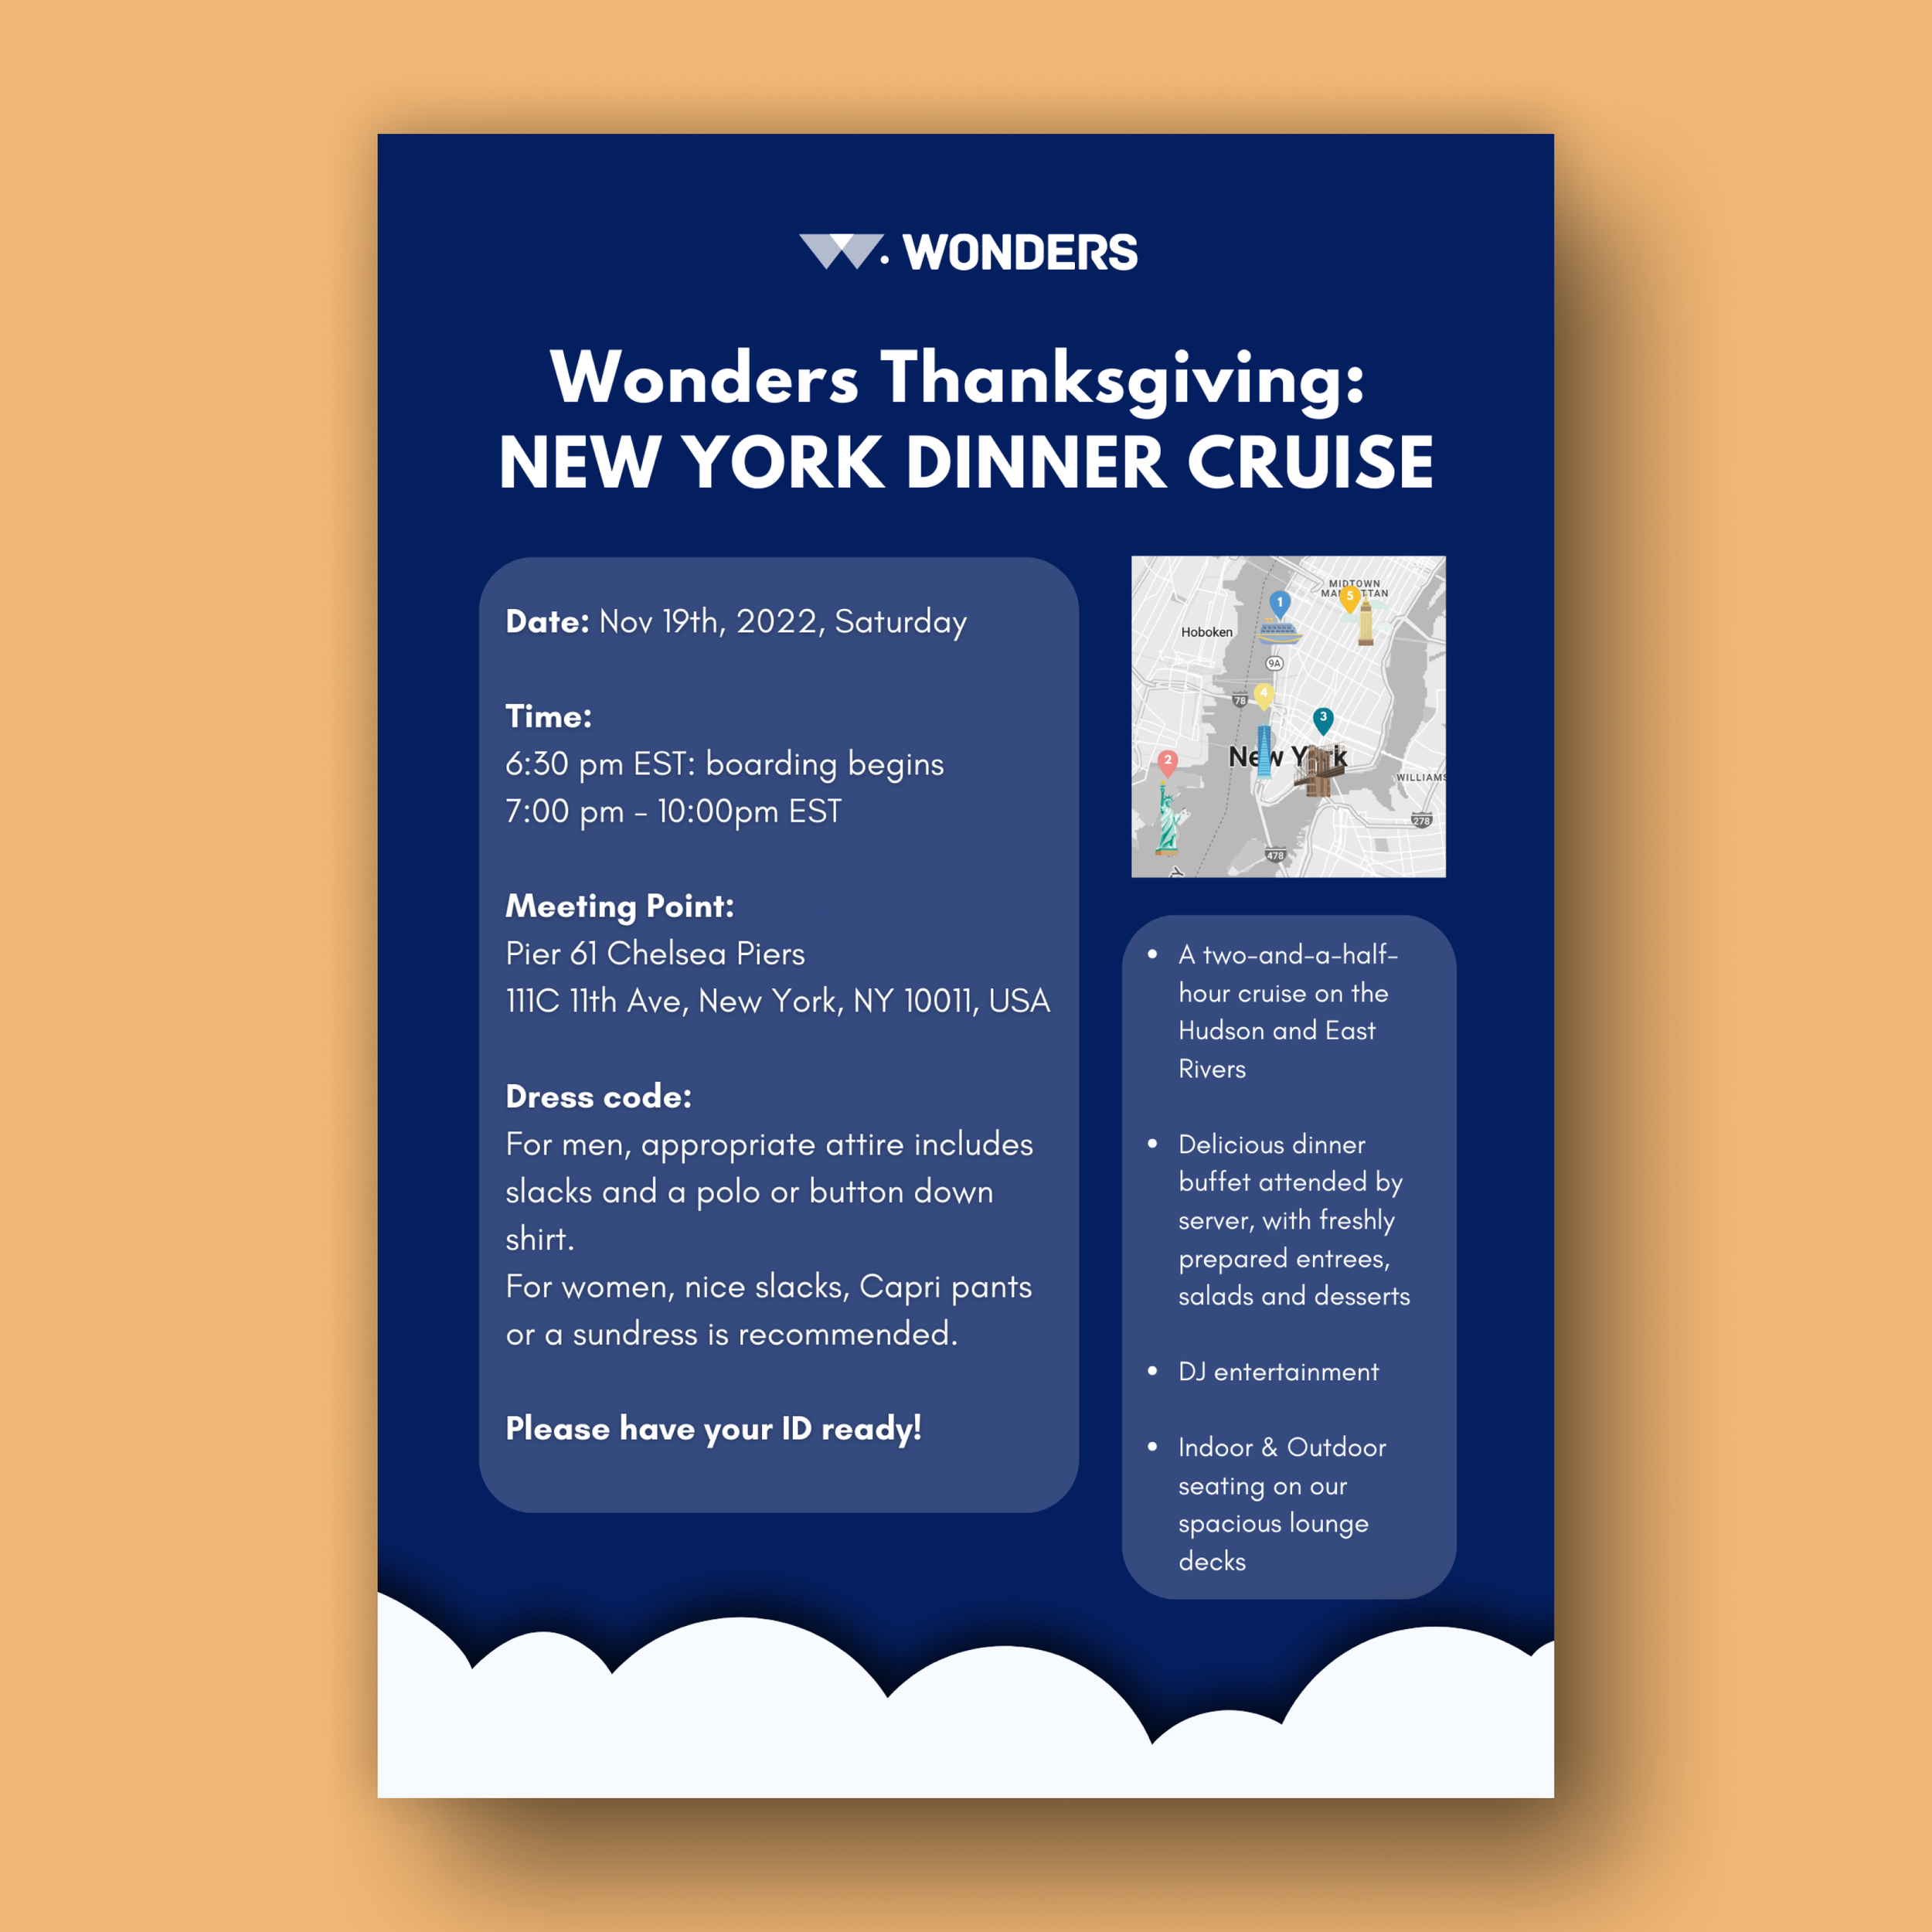 W. WONDERS
Wonders Thanksgiving:
NEW YORK DINNER CRUISE
Date: Nov 19th, 2022, Saturday
Time:
6:30 pm EST: boarding begins
7:00 pm - 10:00pm EST
Meeting Point:
Pier 61 Chelsea Piers
111C 11th Ave, New York, NY 10011, USA
Dress code:
For men, appropriate attire includes
slacks and a polo or button down
shirt.
For women, nice slacks, Capri pants
or a sundress is recommended.
Please have your ID ready!
MIDTOWN
1
5
Hoboken
9A
78
4
3
2
WILLIAMS
278
478
• A two-and-a-half-
hour cruise on the
Hudson and East
Rivers
• Delicious dinner
buffet attended by
server, with freshly
prepared entrees,
salads and desserts
• DJ entertainment
• Indoor & Outdoor
seating on our
spacious lounge
decks